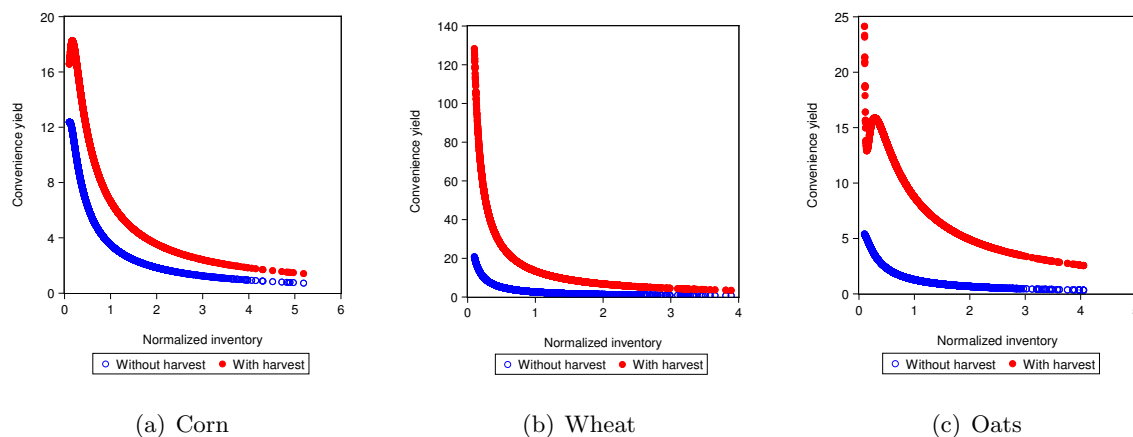 20
16
12
8
4
0
Convenience yield
0 1 2 3 4 5 6
Normalized inventory
Without harvest With harvest
(a) Corn
140
120
100
80
60
40
20
0
Convenience yield
0 1 2 3 4
Normalized inventory
Without harvest With harvest
(b) Wheat
25
20
15
10
5
0
Convenience yield
0 1 2 3 4
Normalized inventory
Without harvest With harvest
(c) Oats